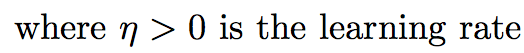 where η > 0 is the learning rate